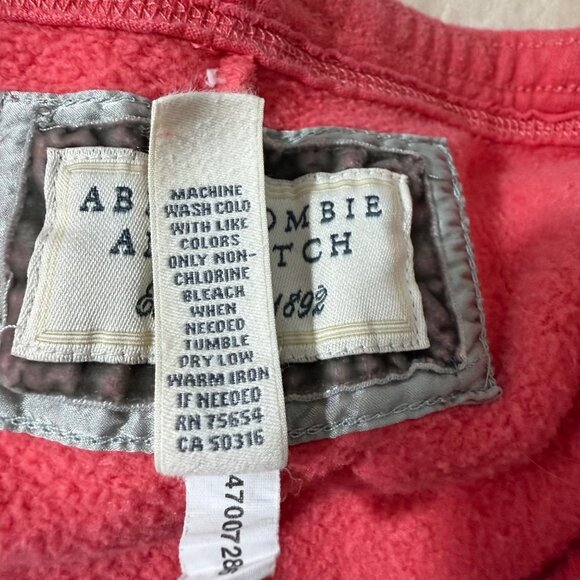 AB OMBIE
A TCH
E 1892
MACHINE
WASH COLD
WITH LIKE
COLORS
ONLY NON-
CHLORINE
BLEACH
WHEN
NEEDED
TUMBLE
DRY LOW
WARM IRON
IF NEEDED
RN 75654
CA 50316
4700728